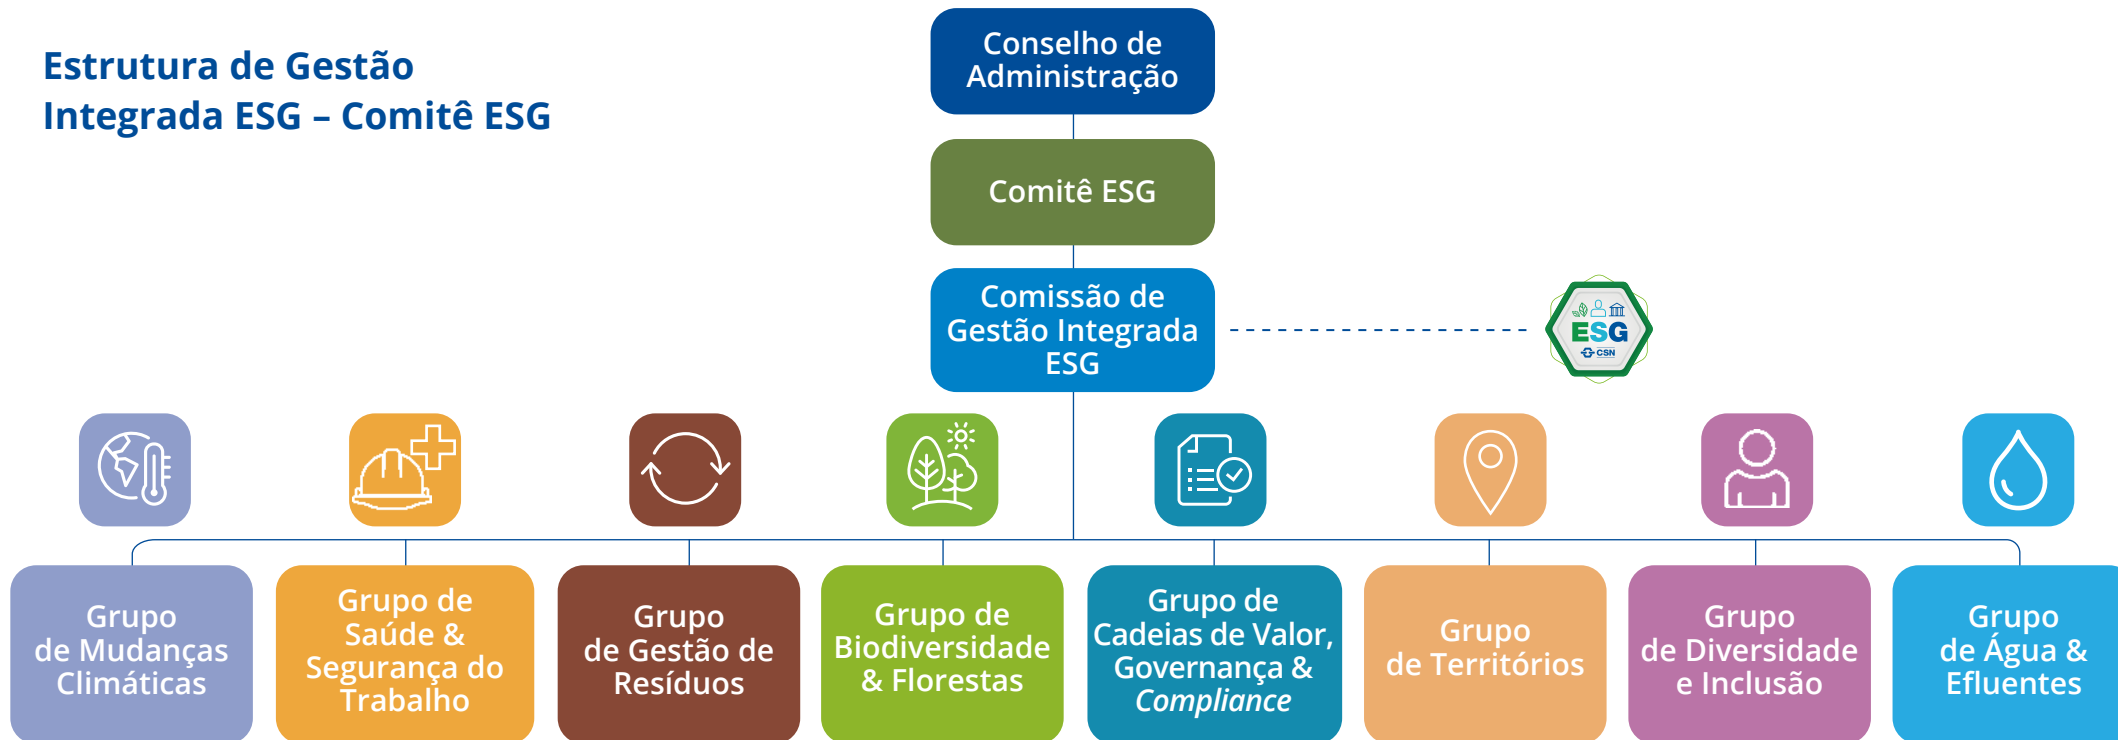 Estrutura de Gestão
Integrada ESG – Comitê ESG
Conselho de
Administração
Comitê ESG
Comissão de
Gestão Integrada
ESG
ESG
CSN
Grupo
de Mudanças
Climáticas
Grupo de
Saúde &
Segurança do
Trabalho
Grupo
de Gestão de
Resíduos
Grupo de
Biodiversidade
& Florestas
Grupo de
Cadeias de Valor,
Governança &
Compliance
Grupo
de Territórios
Grupo
de Diversidade
e Inclusão
Grupo
de Água &
Efluentes